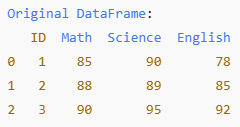 Original DataFrame:
   ID  Math  Science  English
0   1    85       90       78
1   2    88       89       85
2   3    90       95       92